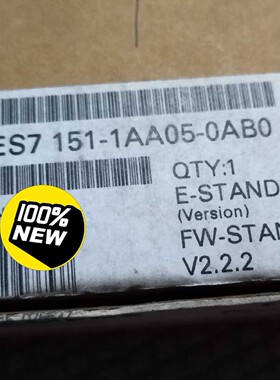 ES7 151-1AA05-0AB0
QTY:1
E-STAND
(Version)
FW-STAN
V2.2.2
100%
NEW